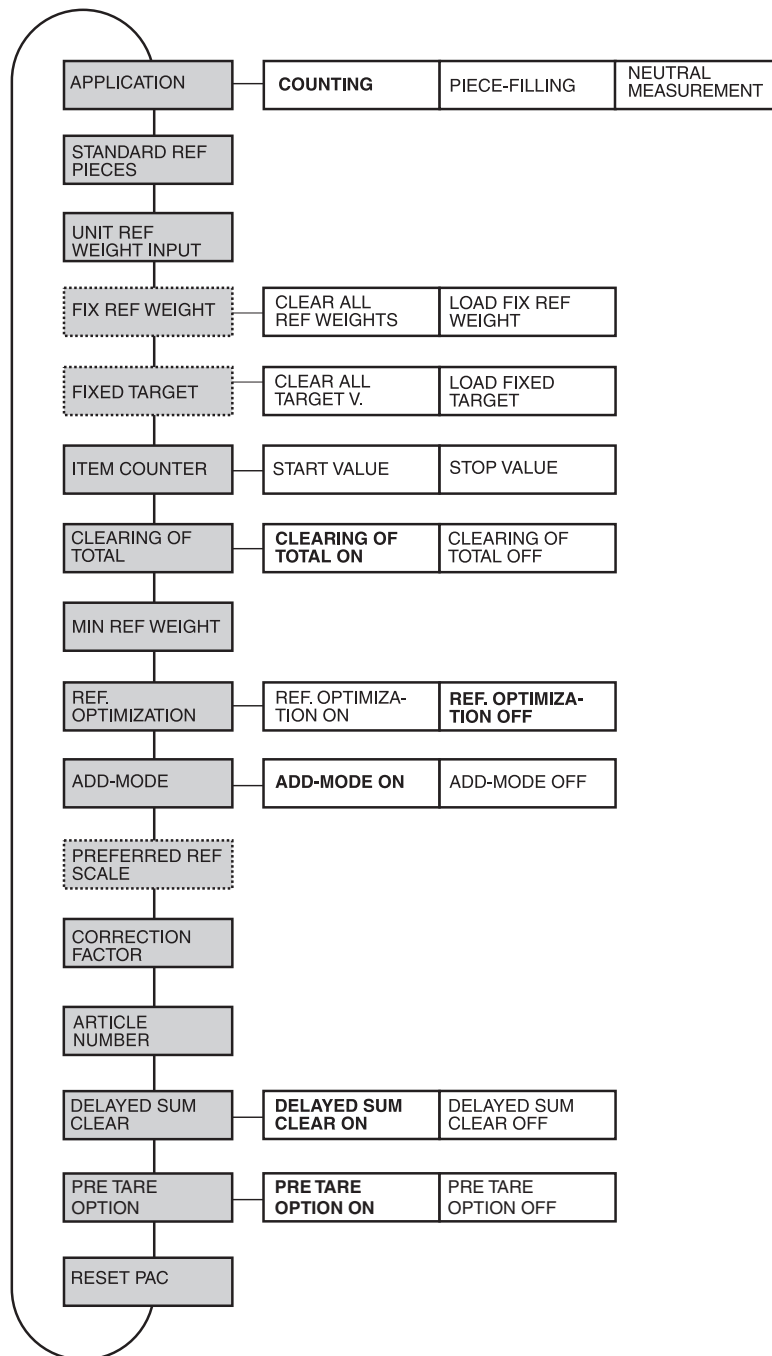 APPLICATION
COUNTING
PIECE-FILLING
NEUTRAL
MEASUREMENT
STANDARD REF
PIECES
UNIT REF
WEIGHT INPUT
FIX REF WEIGHT
CLEAR ALL
REF WEIGHTS
LOAD FIX REF
WEIGHT
FIXED TARGET
CLEAR ALL
TARGET V.
LOAD FIXED
TARGET
ITEM COUNTER
START VALUE
STOP VALUE
CLEARING OF
TOTAL
CLEARING OF
TOTAL ON
CLEARING OF
TOTAL OFF
MIN REF WEIGHT
REF.
OPTIMIZATION
REF. OPTIMIZA-
TION ON
REF. OPTIMIZA-
TION OFF
ADD-MODE
ADD-MODE ON
ADD-MODE OFF
PREFERRED REF
SCALE
CORRECTION
FACTOR
ARTICLE
NUMBER
DELAYED SUM
CLEAR
DELAYED SUM
CLEAR ON
DELAYED SUM
CLEAR OFF
PRE TARE
OPTION
PRE TARE
OPTION ON
PRE TARE
OPTION OFF
RESET PAC